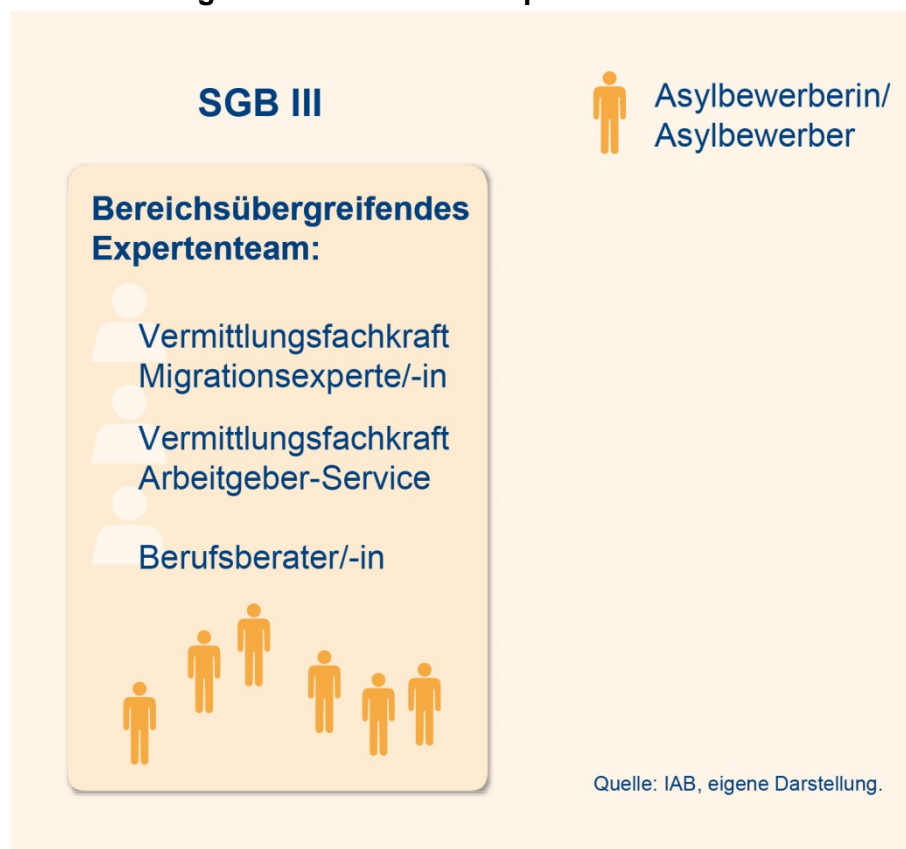 SGB III
Asylbewerberin/
Asylbewerber
Bereichsübergreifendes
Expertenteam:
Vermittlungsfachkraft
Migrationsexperte/-in
Vermittlungsfachkraft
Arbeitgeber-Service
Berufsberater/-in
Quelle: IAB, eigene Darstellung.